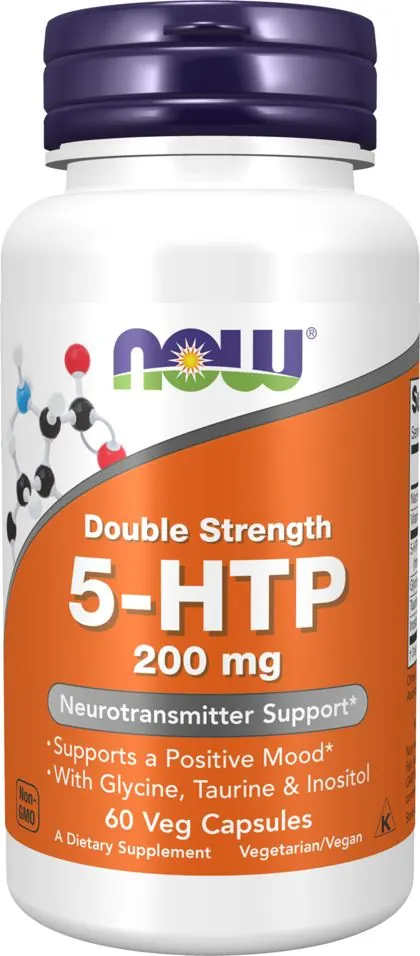 NOW®
Double Strength
5-HTP
200 mg
Neurotransmitter Support*
•Supports a Positive Mood*
•With Glycine, Taurine & Inositol
Non-
GMO
60 Veg Capsules
A Dietary Supplement
Vegetarian/Vegan
K